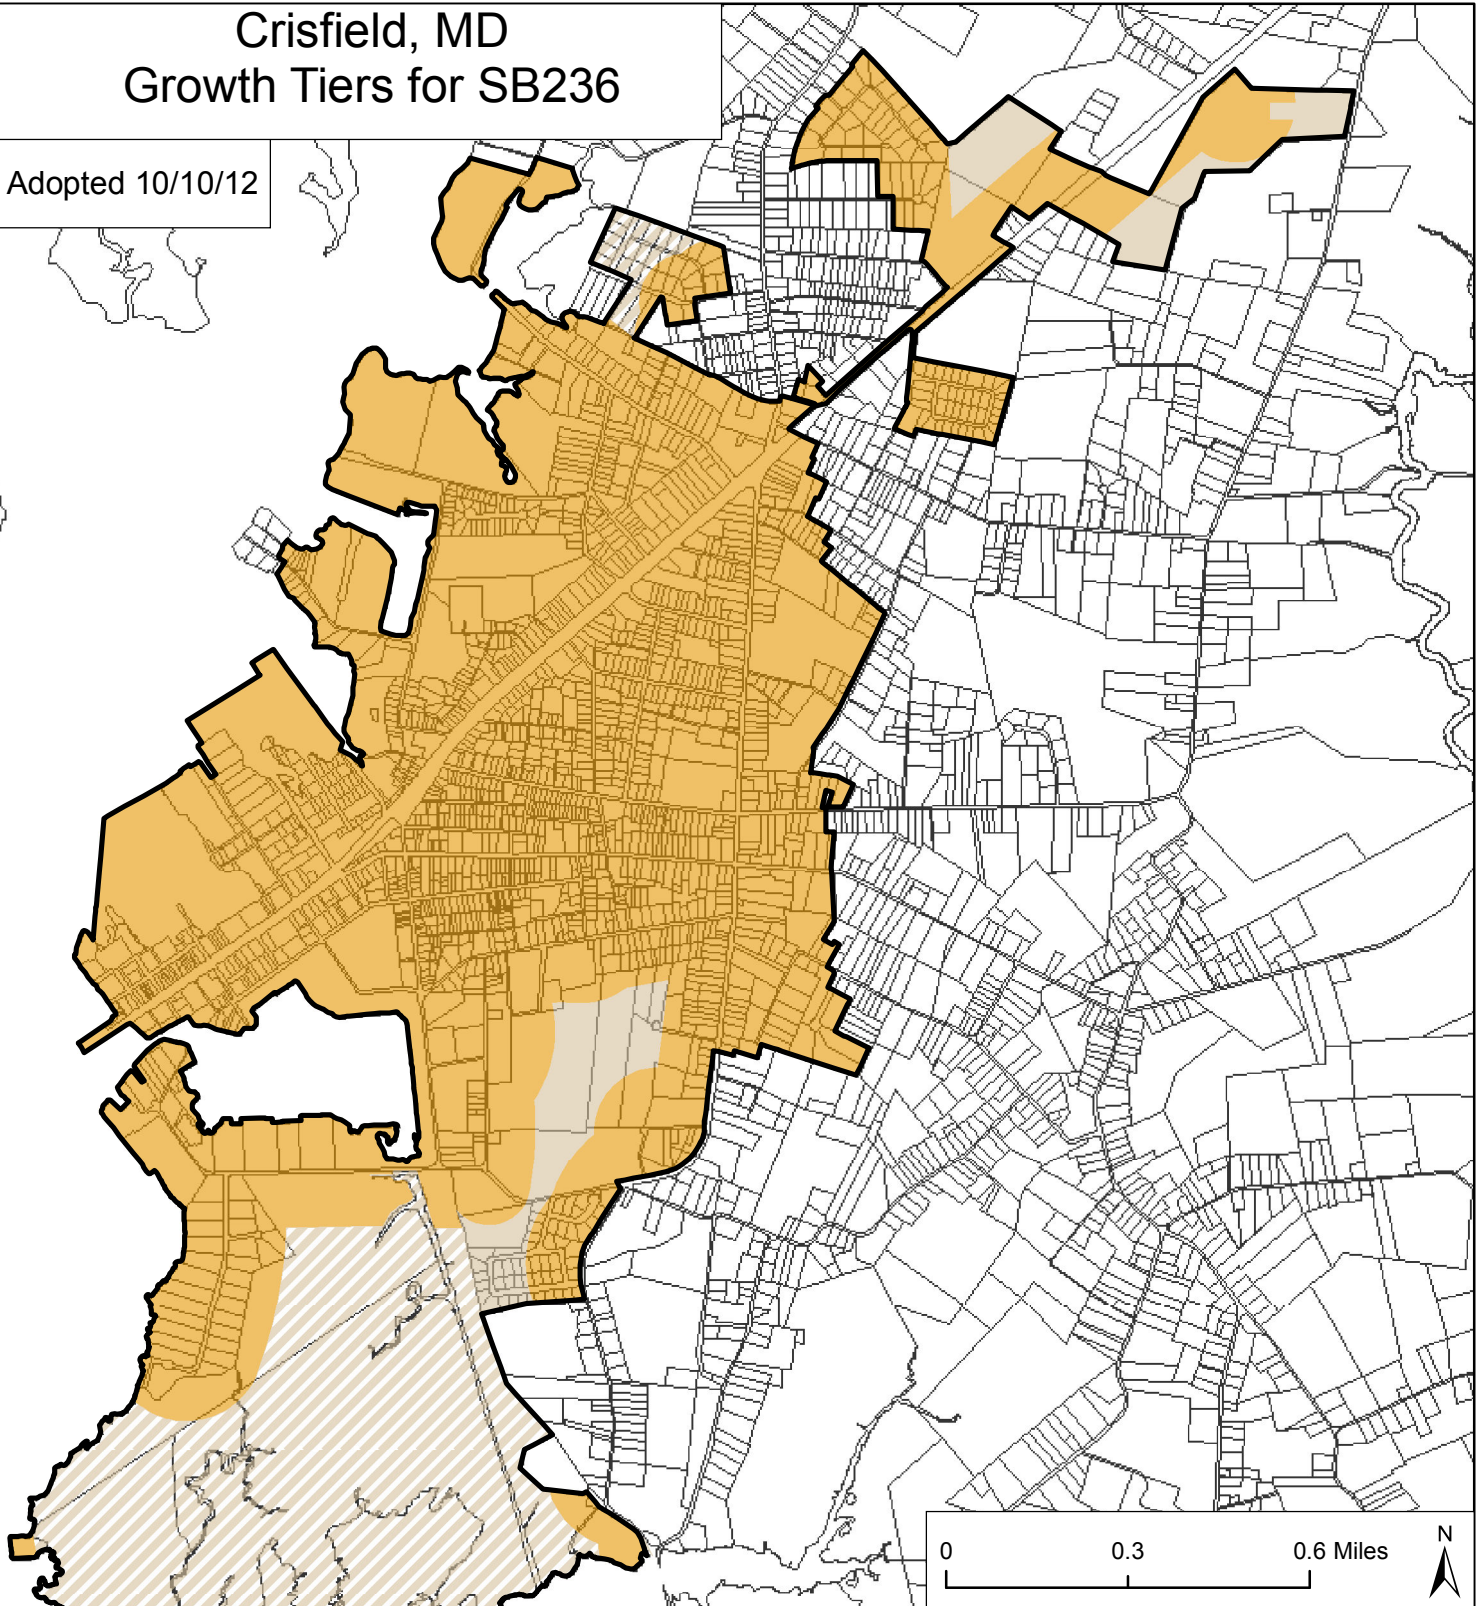 Crisfield, MD
Growth Tiers for SB236
Adopted 10/10/12
0 0.3 0.6 Miles
N